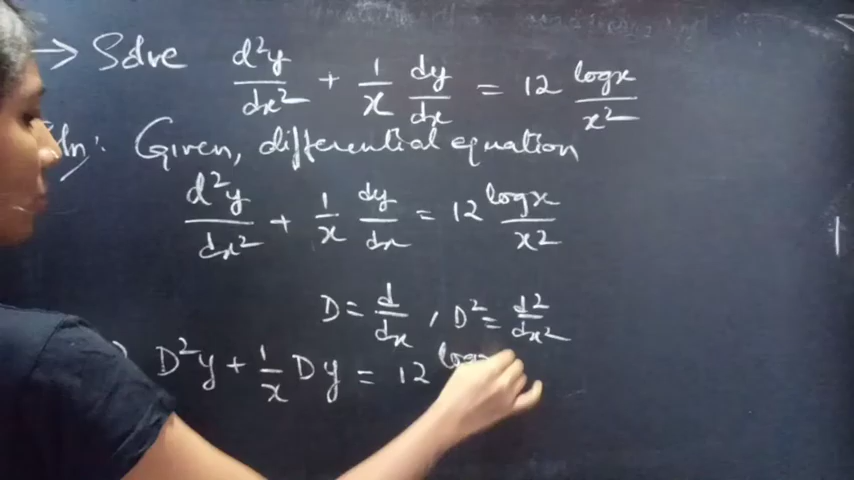 → Solve d²y/dx² + 1/x dy/dx = 12 logx/x²
ln: Given, differential equation
d²y/dx² + 1/x dy/dx = 12 logx/x²
D = d/dx , D² = d²/dx²
D²y + 1/x Dy = 12 log